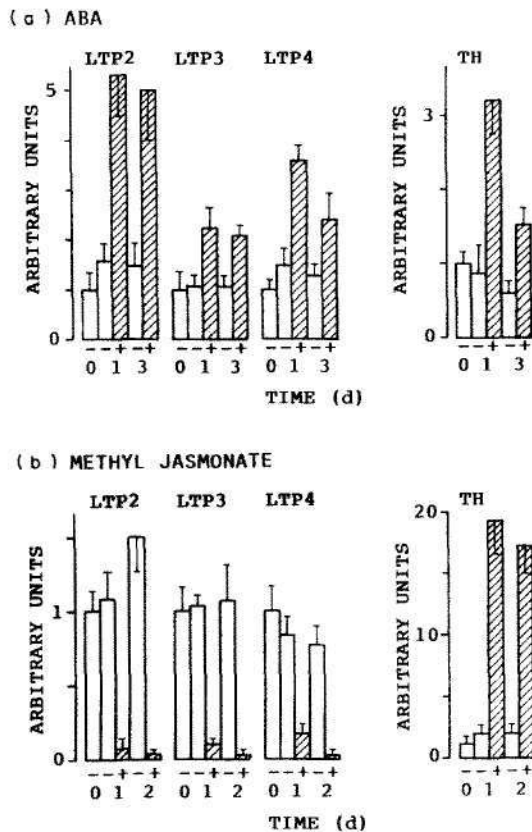 (a) ABA
LTP2 LTP3 LTP4 TH
ARBITRARY UNITS
5
0
ARBITRARY UNITS
3
0
- - + - + - - + - + - - + - + - - + - +
0 1 3 0 1 3 0 1 3 0 1 3
TIME (d)
(b) METHYL JASMONATE
LTP2 LTP3 LTP4 TH
ARBITRARY UNITS
1
0
ARBITRARY UNITS
20
10
0
- - + - + - - + - + - - + - + - - + - +
0 1 2 0 1 2 0 1 2 0 1 2
TIME (d)